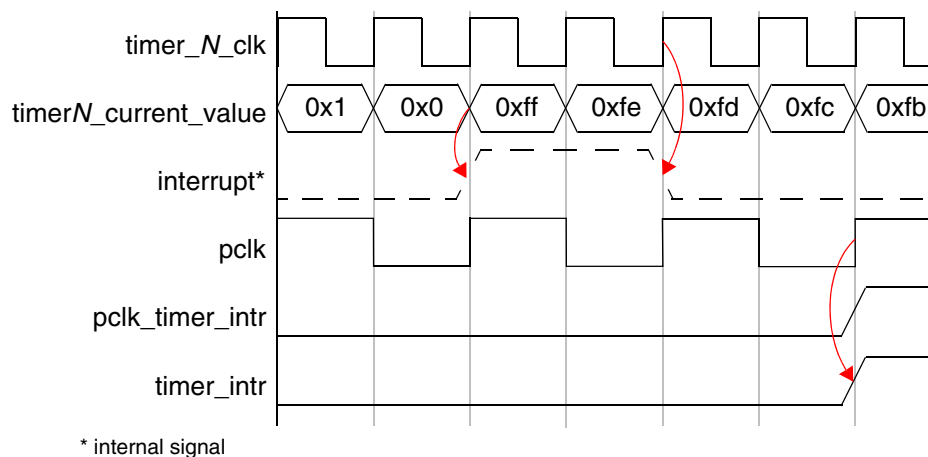 timer_N_clk
timerN_current_value 0x1 0x0 0xff 0xfe 0xfd 0xfc 0xfb
interrupt*
pclk
pclk_timer_intr
timer_intr
* internal signal